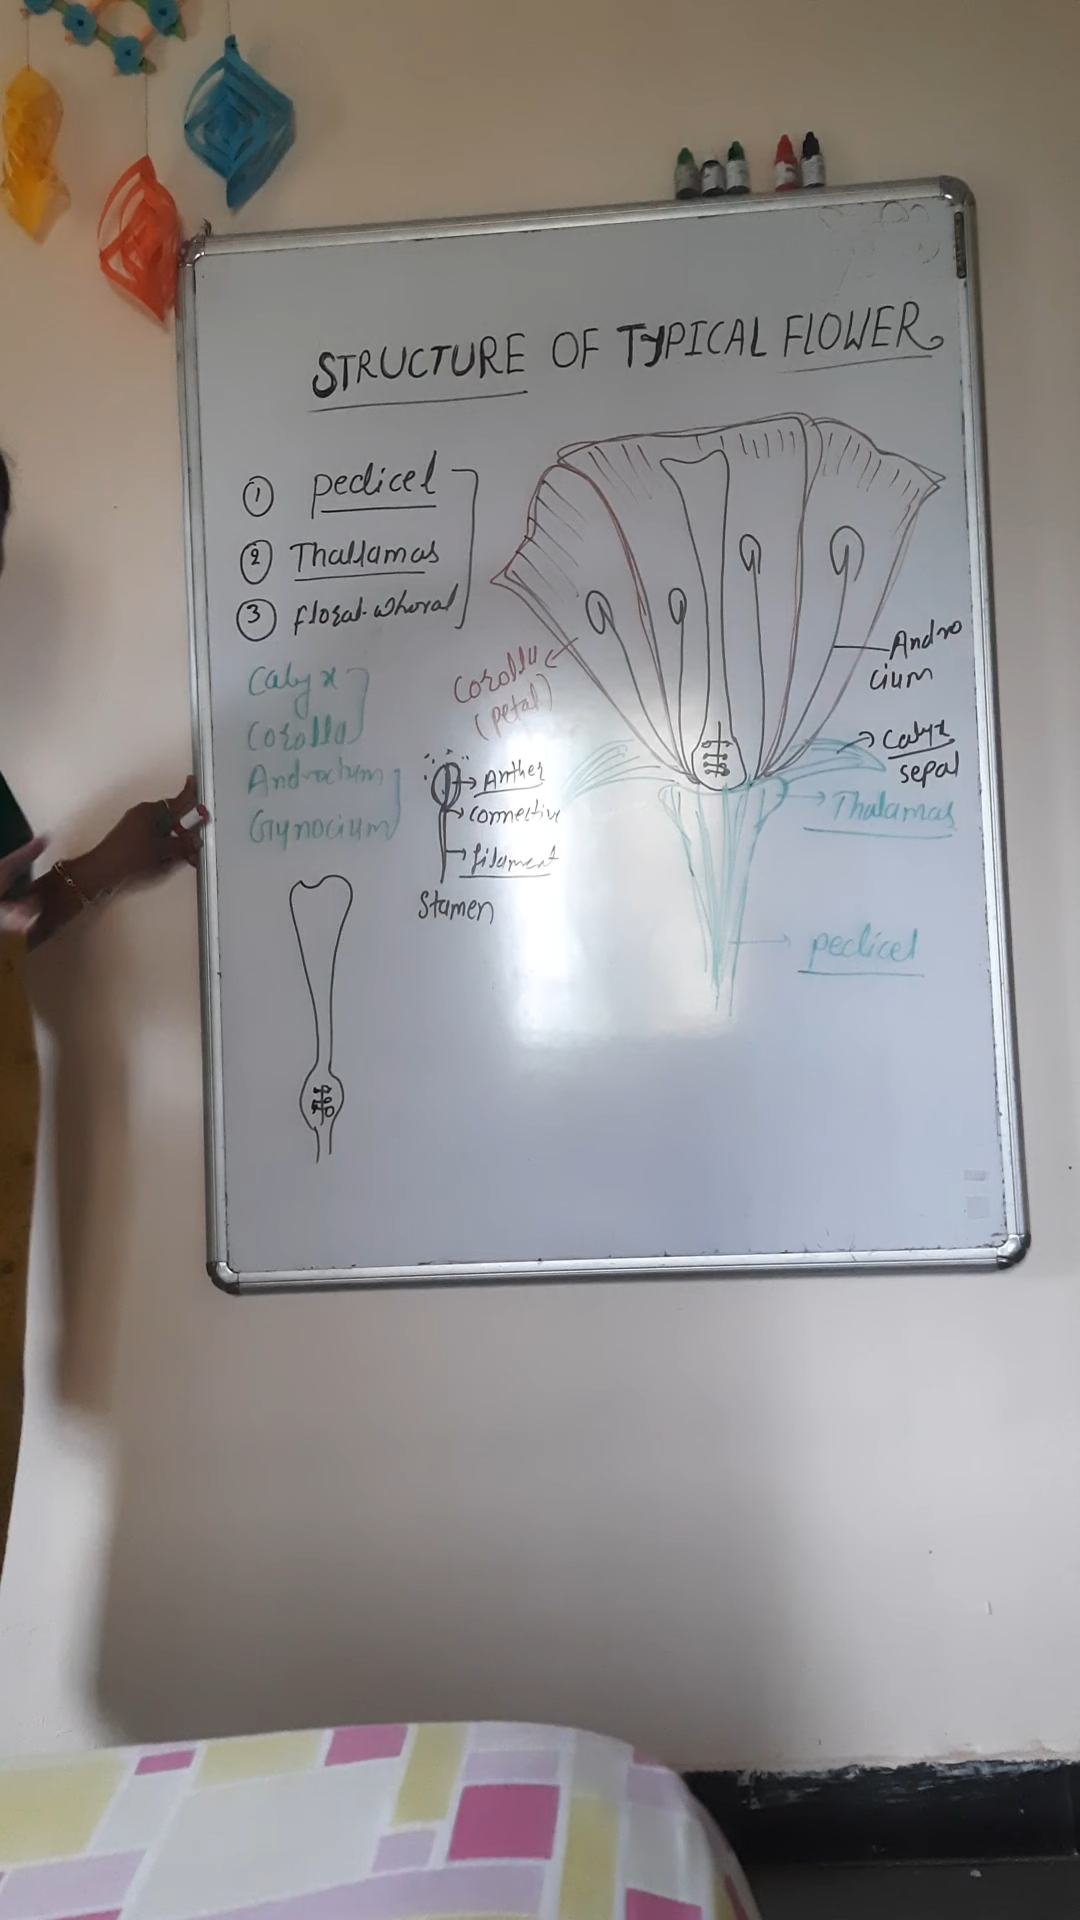 STRUCTURE OF TYPICAL FLOWER
① pedicel
② Thallamas
③ floral-whoral
Calyx
Corolla
Androcium
Gynocium
Corolla
(petal)
Anther
connective
filament
Stamen
Andro
cium
Calyx
sepal
Thalamas
pedicel